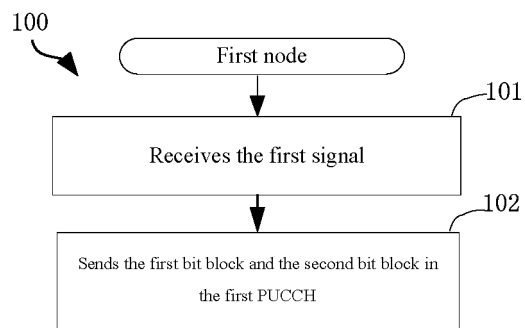 100
First node
101
Receives the first signal
102
Sends the first bit block and the second bit block in
the first PUCCH